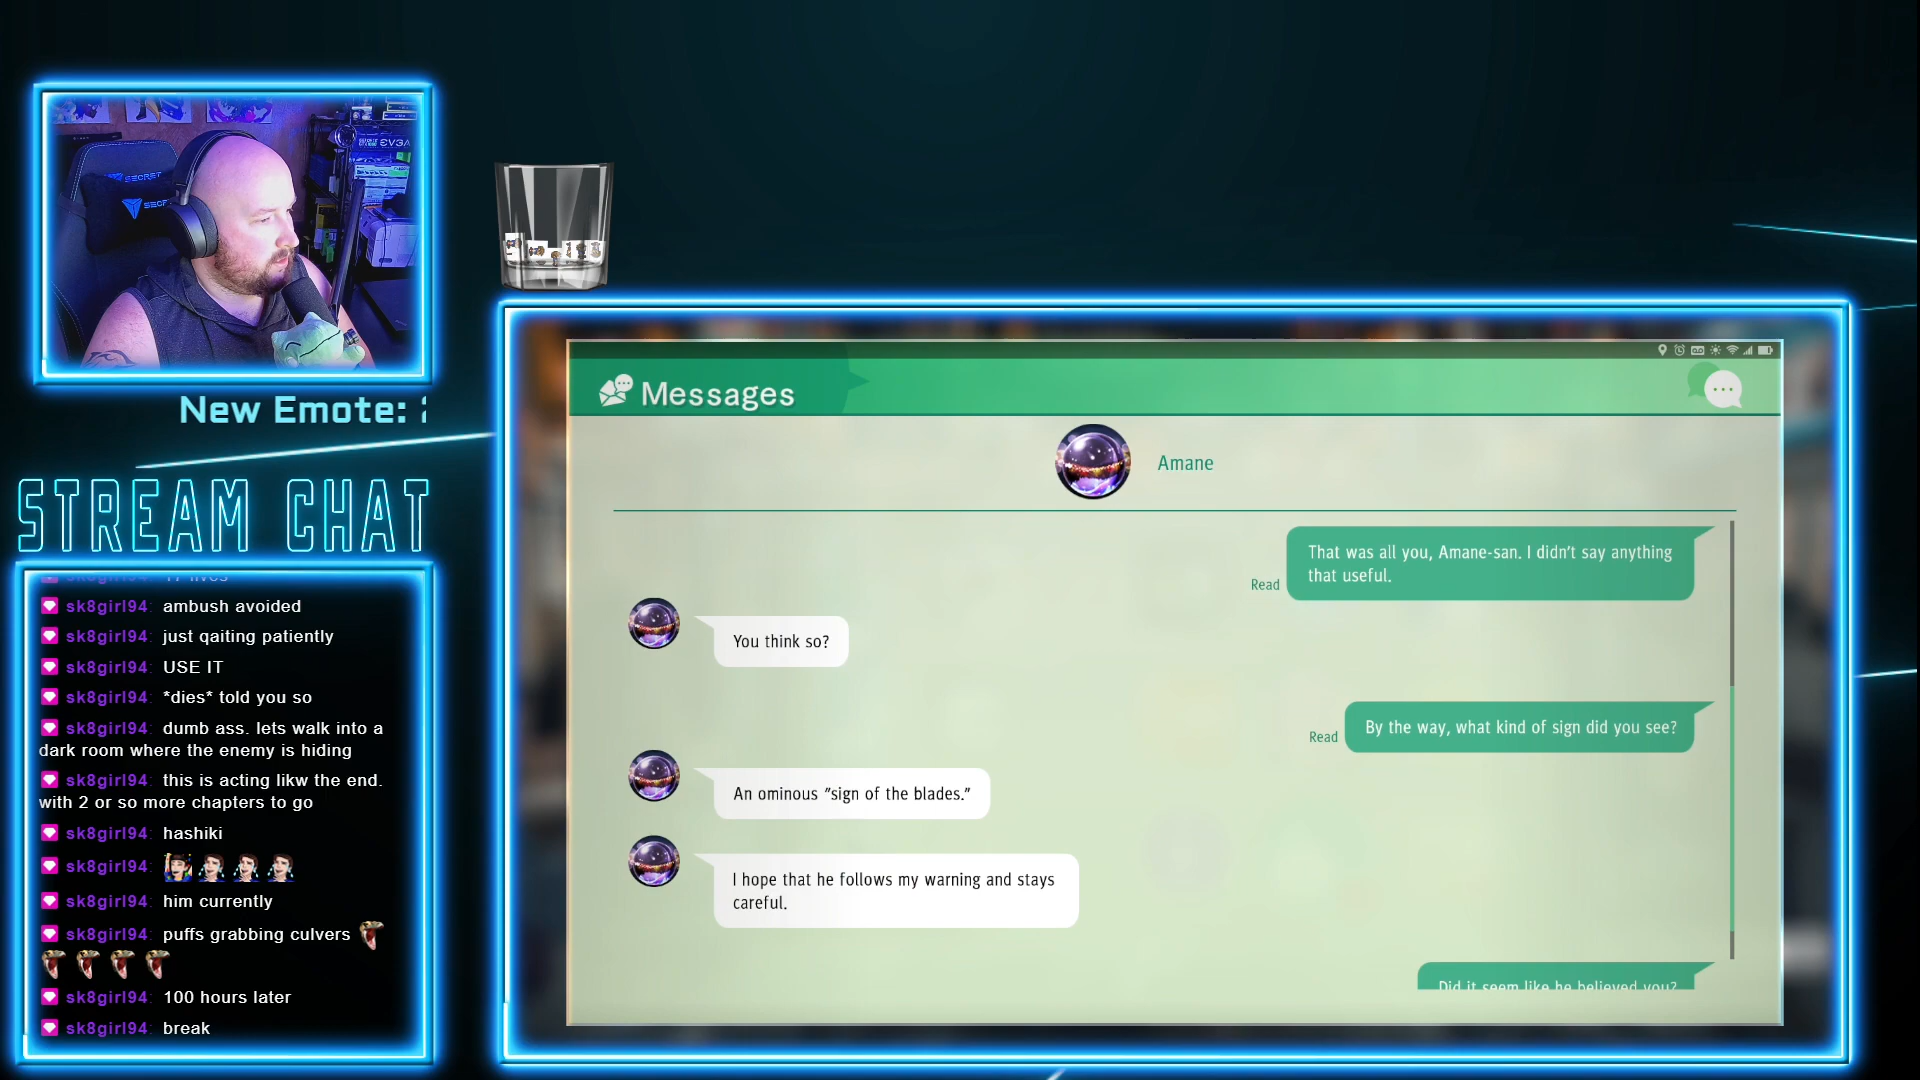 SECRET
SECR
EVGA
New Emote:
STREAM CHAT
17 lives
sk8girl94: ambush avoided
sk8girl94: just qaiting patiently
sk8girl94: USE IT
sk8girl94: *dies* told you so
sk8girl94: dumb ass. lets walk into a
dark room where the enemy is hiding
sk8girl94: this is acting likw the end.
with 2 or so more chapters to go
sk8girl94: hashiki
sk8girl94:
sk8girl94: him currently
sk8girl94: puffs grabbing culvers
sk8girl94: 100 hours later
sk8girl94: break
Messages
Amane
That was all you, Amane-san. I didn't say anything
that useful.
Read
You think so?
By the way, what kind of sign did you see?
Read
An ominous "sign of the blades."
I hope that he follows my warning and stays
careful.
Did it seem like he believed you?